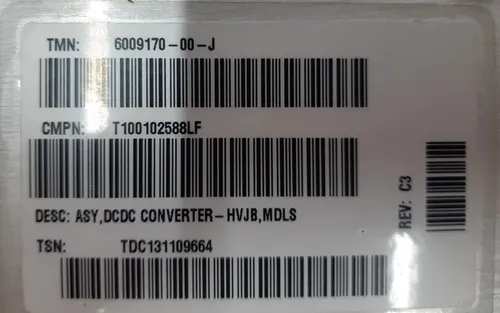 TMN: 6009170-00-J
CMPN: T100102588LF
DESC: ASY,DCDC CONVERTER-HVJB,MDLS
TSN: TDC131109664
REV: C3